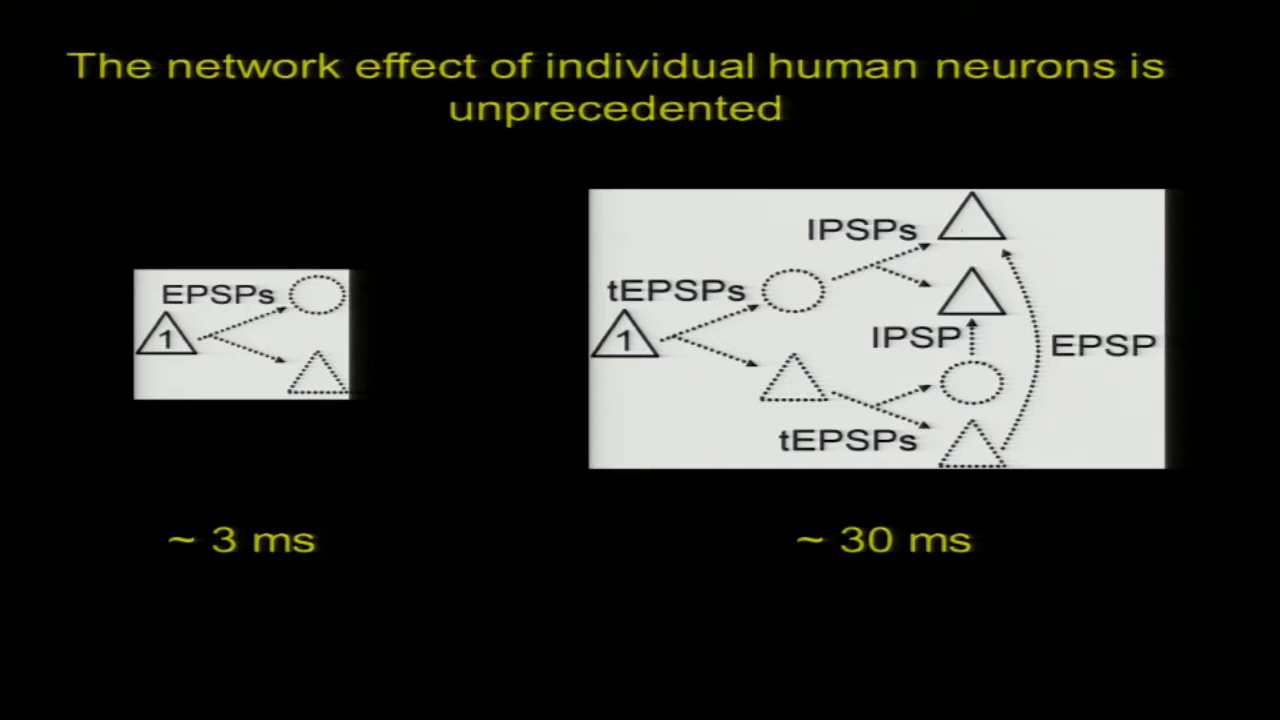 The network effect of individual human neurons is
unprecedented
EPSPs
1
IPSPs
tEPSPs
1
IPSP
EPSP
tEPSPs
~ 3 ms
~ 30 ms